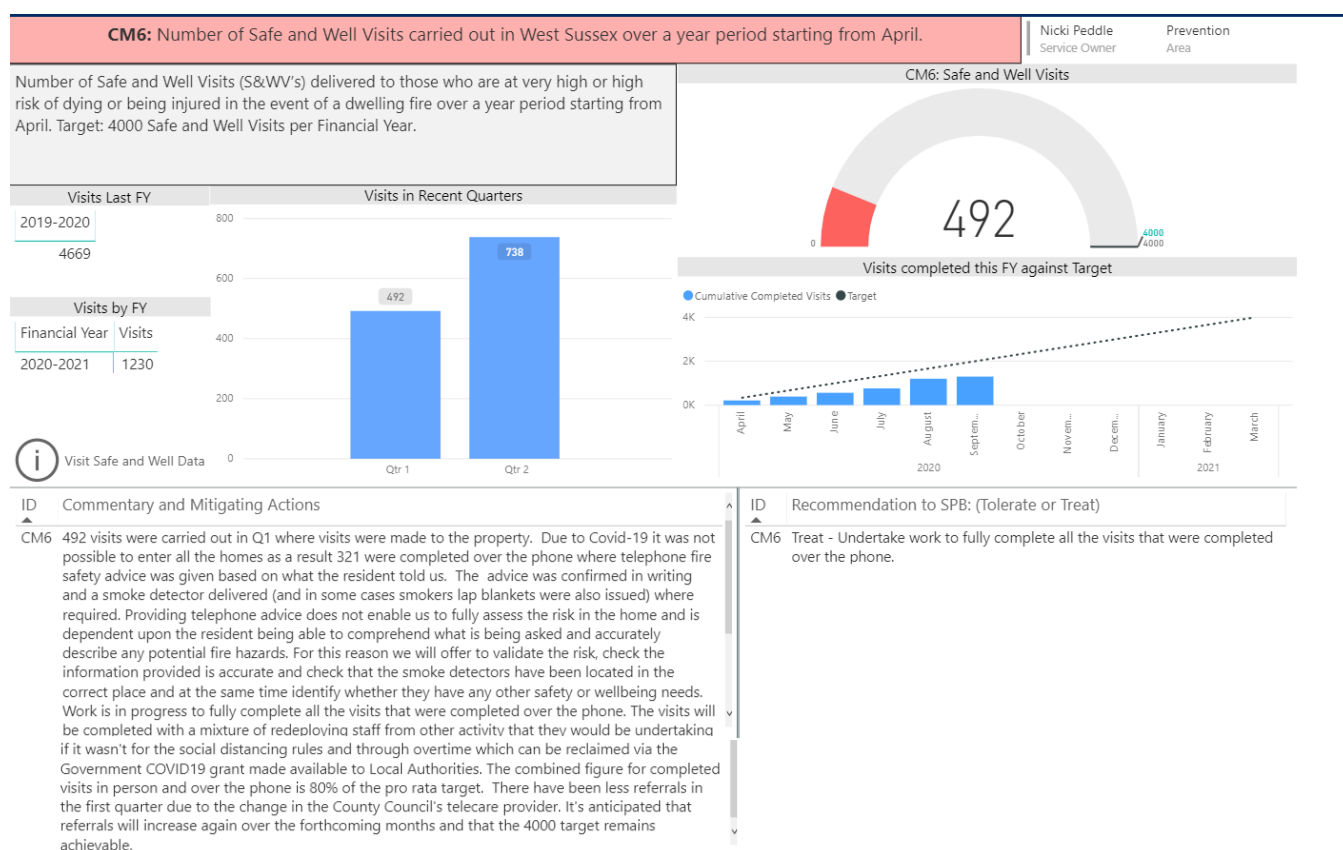 CM6: Number of Safe and Well Visits carried out in West Sussex over a year period starting from April.
Nicki Peddle
Service Owner
Prevention
Area
Number of Safe and Well Visits (S&WV's) delivered to those who are at very high or high
risk of dying or being injured in the event of a dwelling fire over a year period starting from
April. Target: 4000 Safe and Well Visits per Financial Year.
CM6: Safe and Well Visits
492
0
4000
4000
Visits Last FY
2019-2020
4669
Visits by FY
Financial Year Visits
2020-2021 1230
Visit Safe and Well Data
Visits in Recent Quarters
800
600
400
200
0
492
738
Qtr 1
Qtr 2
Visits completed this FY against Target
Cumulative Completed Visits Target
4K
2K
0K
April
May
June
July
August
Septem...
October
Novem...
Decem...
January
February
March
2020
2021
ID Commentary and Mitigating Actions
CM6 492 visits were carried out in Q1 where visits were made to the property. Due to Covid-19 it was not
possible to enter all the homes as a result 321 were completed over the phone where telephone fire
safety advice was given based on what the resident told us. The advice was confirmed in writing
and a smoke detector delivered (and in some cases smokers lap blankets were also issued) where
required. Providing telephone advice does not enable us to fully assess the risk in the home and is
dependent upon the resident being able to comprehend what is being asked and accurately
describe any potential fire hazards. For this reason we will offer to validate the risk, check the
information provided is accurate and check that the smoke detectors have been located in the
correct place and at the same time identify whether they have any other safety or wellbeing needs.
Work is in progress to fully complete all the visits that were completed over the phone. The visits will
be completed with a mixture of redeploying staff from other activity that they would be undertaking
if it wasn't for the social distancing rules and through overtime which can be reclaimed via the
Government COVID19 grant made available to Local Authorities. The combined figure for completed
visits in person and over the phone is 80% of the pro rata target. There have been less referrals in
the first quarter due to the change in the County Council's telecare provider. It's anticipated that
referrals will increase again over the forthcoming months and that the 4000 target remains
achievable.
ID Recommendation to SPB: (Tolerate or Treat)
CM6 Treat - Undertake work to fully complete all the visits that were completed
over the phone.